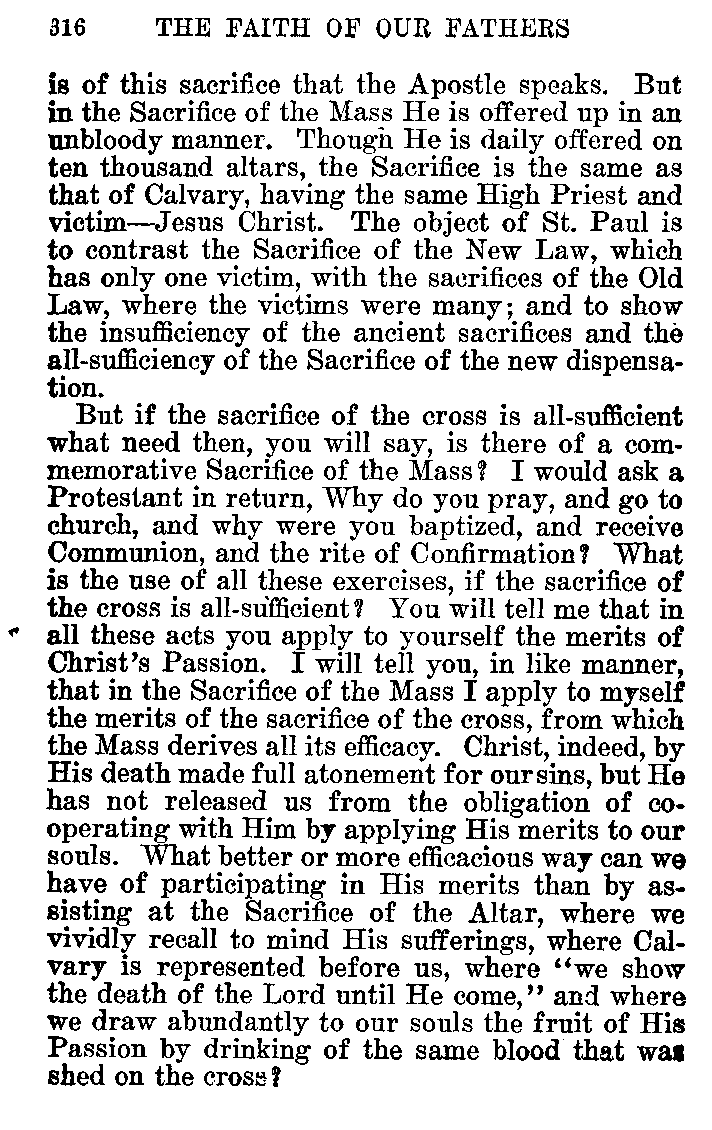 316 THE FAITH OF OUR FATHERS
is of this sacrifice that the Apostle speaks. But
in the Sacrifice of the Mass He is offered up in an
unbloody manner. Though He is daily offered on
ten thousand altars, the Sacrifice is the same as
that of Calvary, having the same High Priest and
victim—Jesus Christ. The object of St. Paul is
to contrast the Sacrifice of the New Law, which
has only one victim, with the sacrifices of the Old
Law, where the victims were many; and to show
the insufficiency of the ancient sacrifices and the
all-sufficiency of the Sacrifice of the new dispensa-
tion.
But if the sacrifice of the cross is all-sufficient
what need then, you will say, is there of a com-
memorative Sacrifice of the Mass? I would ask a
Protestant in return, Why do you pray, and go to
church, and why were you baptized, and receive
Communion, and the rite of Confirmation? What
is the use of all these exercises, if the sacrifice of
the cross is all-sufficient? You will tell me that in
all these acts you apply to yourself the merits of
Christ's Passion. I will tell you, in like manner,
that in the Sacrifice of the Mass I apply to myself
the merits of the sacrifice of the cross, from which
the Mass derives all its efficacy. Christ, indeed, by
His death made full atonement for our sins, but He
has not released us from the obligation of co-
operating with Him by applying His merits to our
souls. What better or more efficacious way can we
have of participating in His merits than by as-
sisting at the Sacrifice of the Altar, where we
vividly recall to mind His sufferings, where Cal-
vary is represented before us, where "we show
the death of the Lord until He come," and where
we draw abundantly to our souls the fruit of His
Passion by drinking of the same blood that was
shed on the cross?